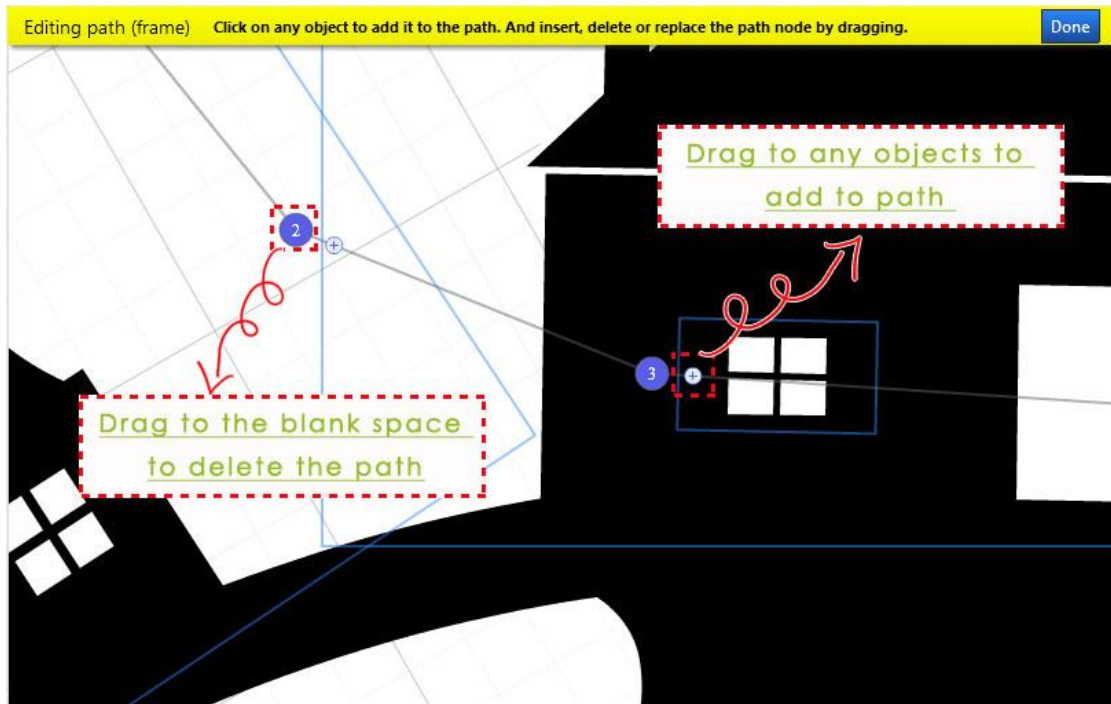 Editing path (frame) Click on any object to add it to the path. And insert, delete or replace the path node by dragging. Done
Drag to any objects to
add to path
2
3
Drag to the blank space
to delete the path